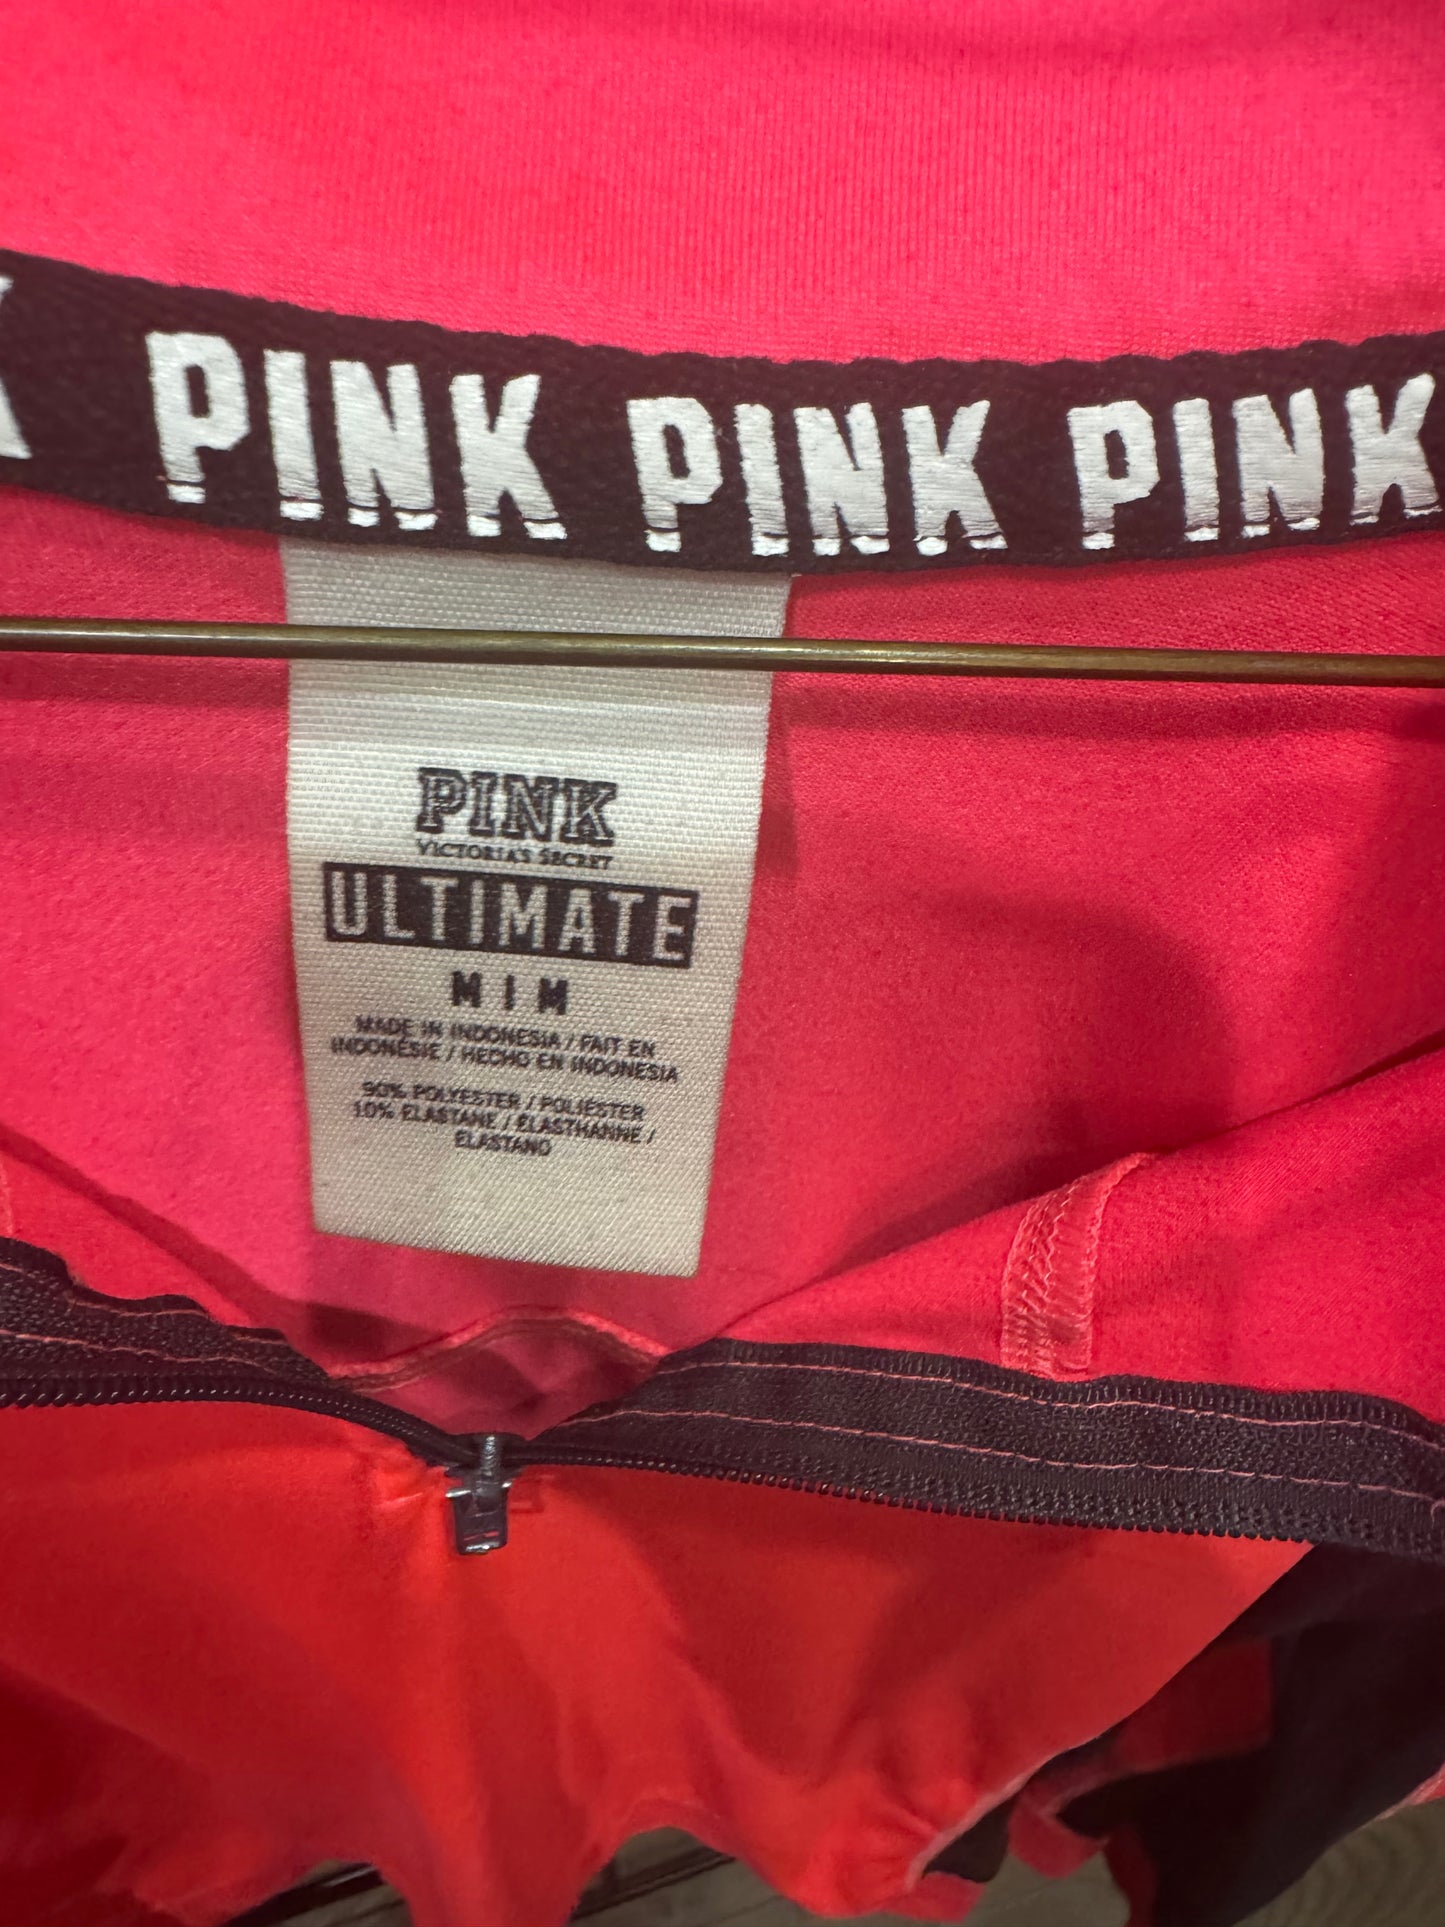 K PINK PINK PINK
PINK
VICTORIA'S SECRET
ULTIMATE
M | M
MADE IN INDONESIA / FAIT EN
INDONÉSIE / HECHO EN INDONESIA
90% POLYESTER / POLIÉSTER
10% ELASTANE / ÉLASTHANNE /
ELASTANO